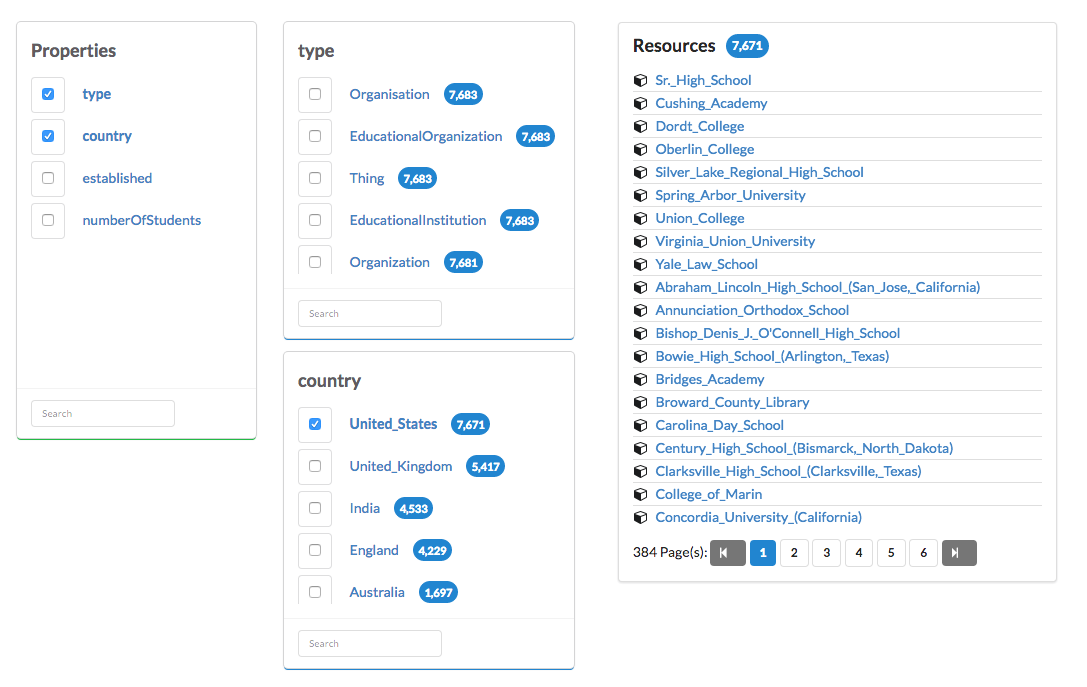 Properties
type
country
established
numberOfStudents
Search
type
Organisation 7,683
EducationalOrganization 7,683
Thing 7,683
EducationalInstitution 7,683
Organization 7,681
Search
country
United_States 7,671
United_Kingdom 5,417
India 4,533
England 4,229
Australia 1,697
Search
Resources 7,671
Sr._High_School
Cushing_Academy
Dordt_College
Oberlin_College
Silver_Lake_Regional_High_School
Spring_Arbor_University
Union_College
Virginia_Union_University
Yale_Law_School
Abraham_Lincoln_High_School_(San_Jose,_California)
Annunciation_Orthodox_School
Bishop_Denis_J._O'Connell_High_School
Bowie_High_School_(Arlington,_Texas)
Bridges_Academy
Broward_County_Library
Carolina_Day_School
Century_High_School_(Bismarck,_North_Dakota)
Clarksville_High_School_(Clarksville,_Texas)
College_of_Marin
Concordia_University_(California)
384 Page(s): 1 2 3 4 5 6